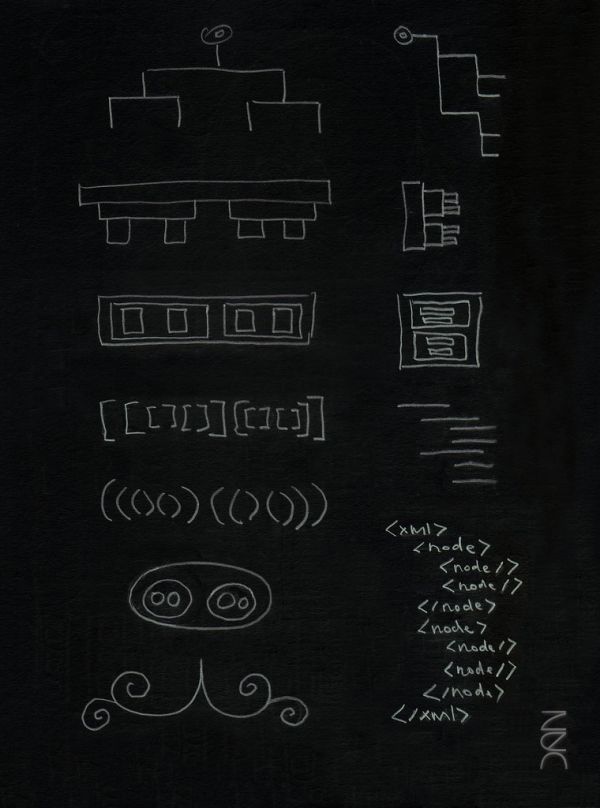 [ [ [ ] [ ] ] [ [ ] [ ] ] ]
( ( ( ) ( ) ) ( ( ) ( ) ) )
<xml>
<node>
<node/>
<node/>
</node>
<node>
<node/>
<node/>
</node>
</xml>